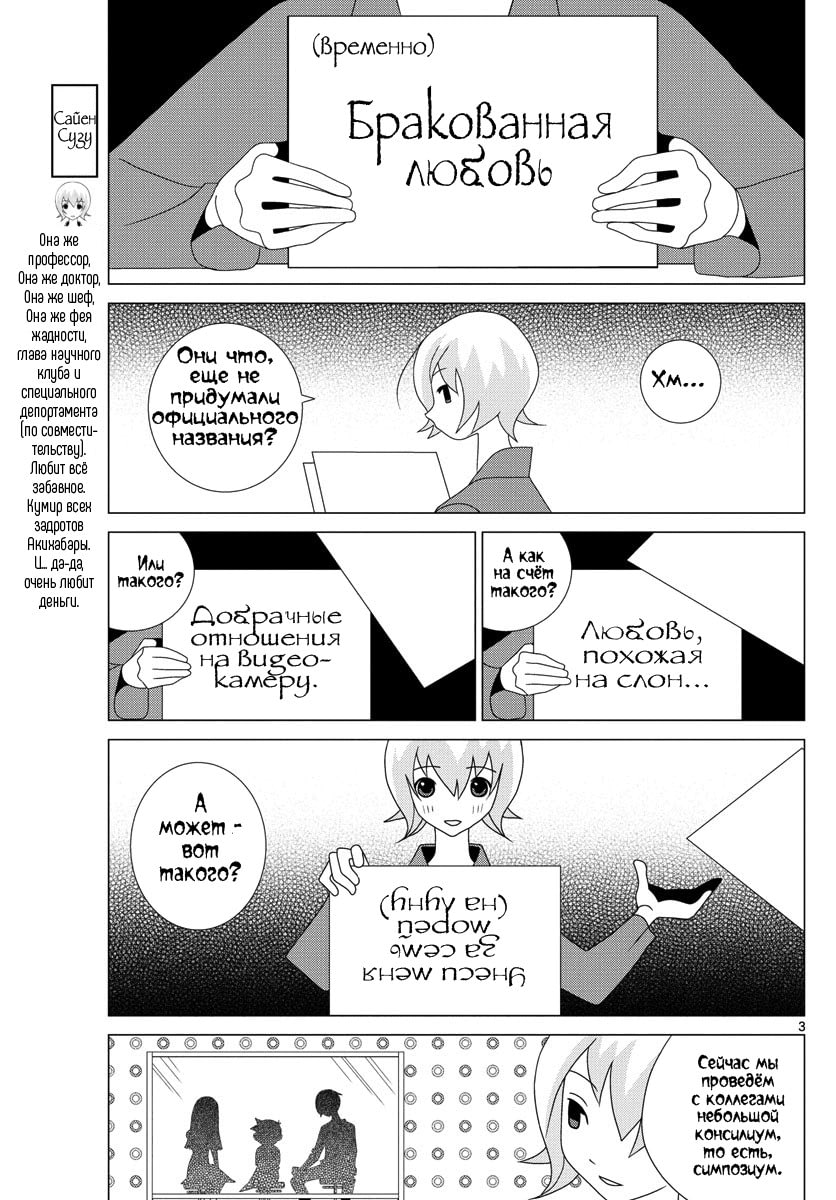 (временно)
Бракованная
любовь
Сайен
Сузу
Она же
профессор,
Она же доктор,
Она же шеф,
Она же фея
жадности,
глава научного
клуба и
специального
депортамента
(по совмести-
тельству).
Любит всё
забавное.
Кумир всех
задротов
Акихабары.
И... да-да,
очень любит
деньги.
Они что,
еще не
придумали
официального
названия?
Хм...
Или
такого?
Добрачные
отношения
на видео-
камеру.
А как
на счёт
такого?
Любовь,
похожая
на слон...
А
может -
вот
такого?
Унеси меня
за семь
морей
(на луну)
3
Сейчас мы
проведём
с коллегами
небольшой
консилиум,
то есть,
симпозиум.